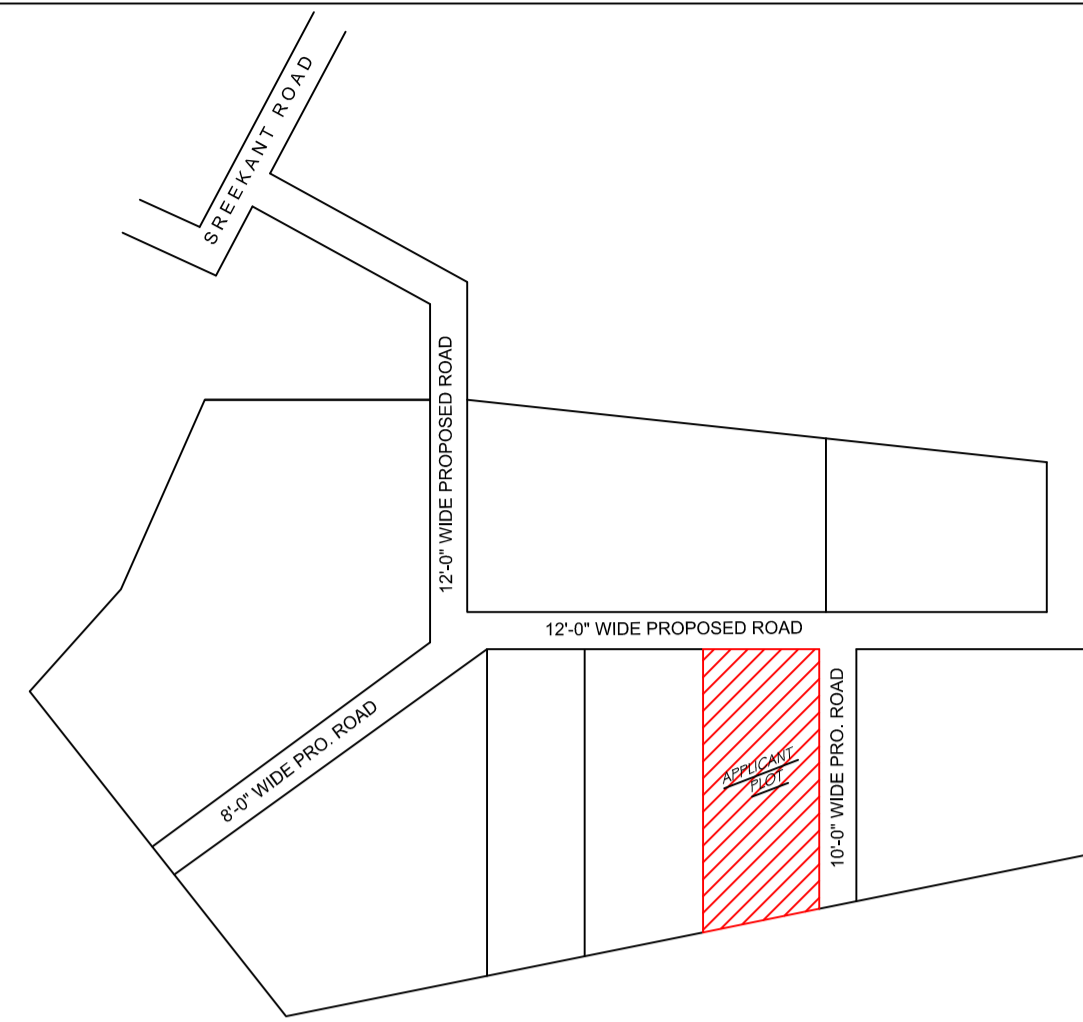 SREEKANT ROAD
12'-0" WIDE PROPOSED ROAD
12'-0" WIDE PROPOSED ROAD
8'-0" WIDE PRO. ROAD
APPLICANT
PLOT
10'-0" WIDE PRO. ROAD